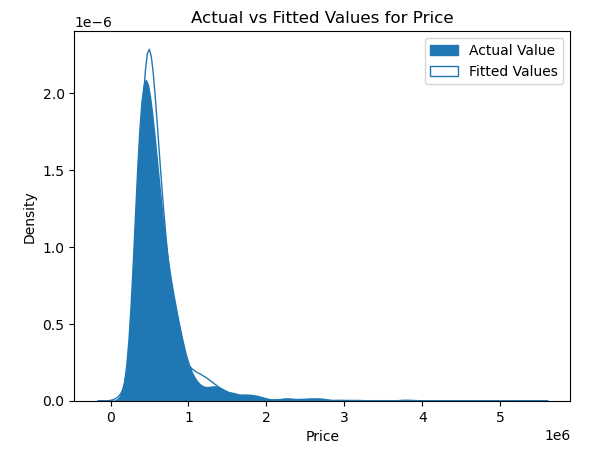 Actual vs Fitted Values for Price
1e−6
Actual Value
Fitted Values
2.0
1.5
1.0
0.5
0.0
Density
0 1 2 3 4 5
Price
1e6